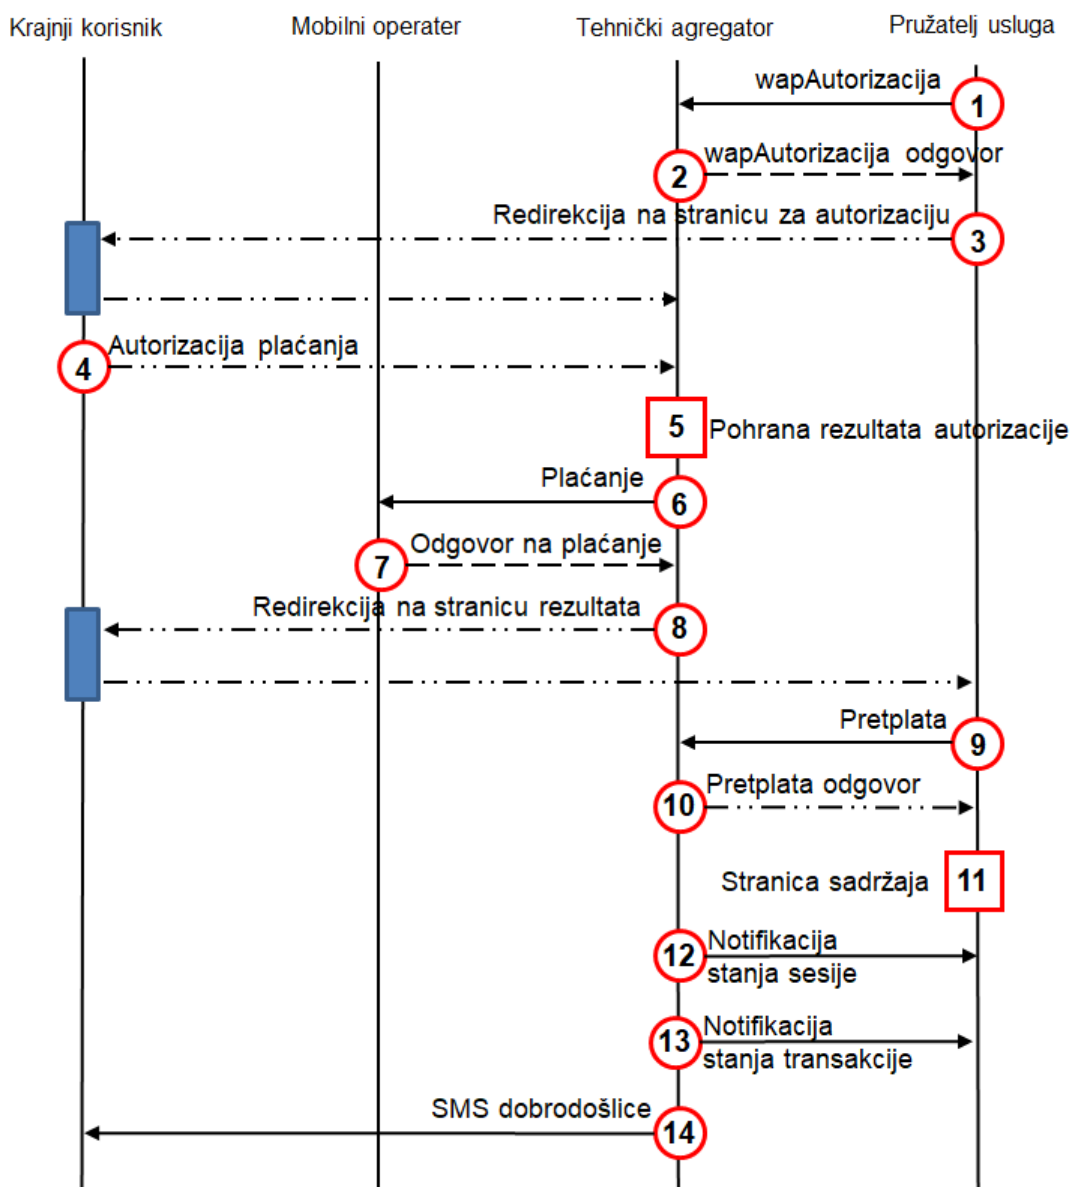 Krajnji korisnik
Mobilni operater
Tehnički agregator
Pružatelj usluga
wapAutorizacija
1
wapAutorizacija odgovor
2
Redirekcija na stranicu za autorizaciju
3
Autorizacija plaćanja
4
5
Pohrana rezultata autorizacije
Plaćanje
6
Odgovor na plaćanje
7
Redirekcija na stranicu rezultata
8
Pretplata
9
Pretplata odgovor
10
Stranica sadržaja
11
12
Notifikacija
stanja sesije
13
Notifikacija
stanja transakcije
SMS dobrodošlice
14